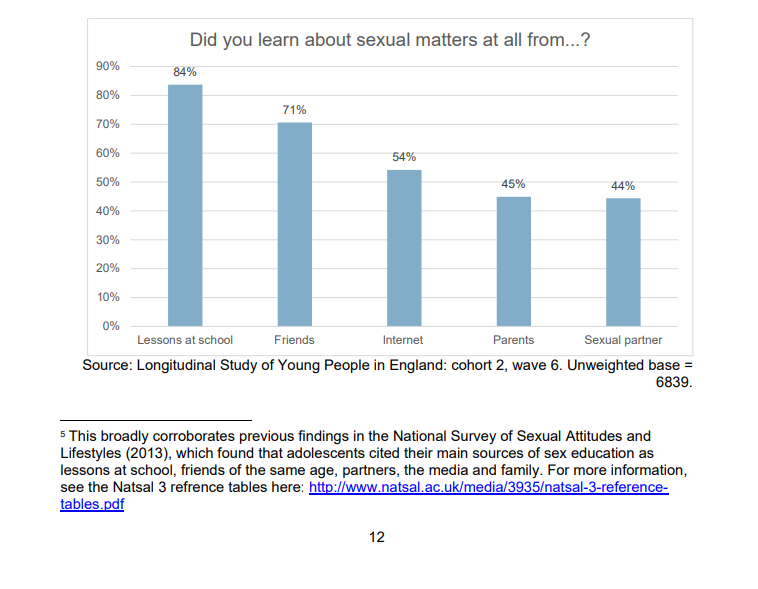 Did you learn about sexual matters at all from...?
90%
84%
80%
71%
70%
60%
54%
50%
45%
44%
40%
30%
20%
10%
0%
Lessons at school Friends Internet Parents Sexual partner
Source: Longitudinal Study of Young People in England: cohort 2, wave 6. Unweighted base =
6839.
⁵ This broadly corroborates previous findings in the National Survey of Sexual Attitudes and
Lifestyles (2013), which found that adolescents cited their main sources of sex education as
lessons at school, friends of the same age, partners, the media and family. For more information,
see the Natsal 3 refrence tables here: http://www.natsal.ac.uk/media/3935/natsal-3-reference-
tables.pdf
12